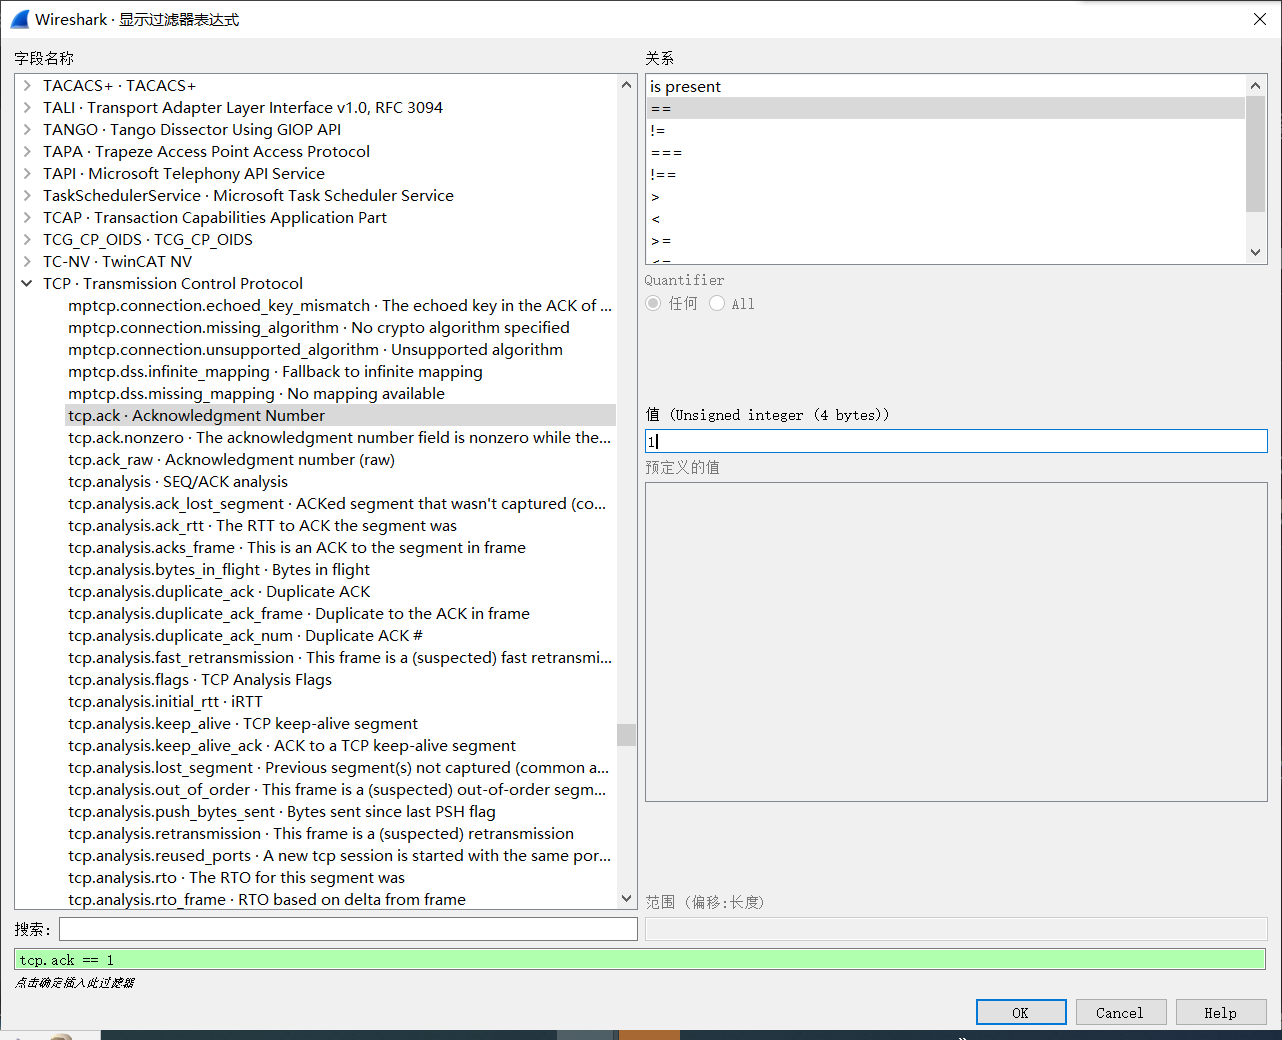 Wireshark · 显示过滤器表达式
字段名称
TACACS+ · TACACS+
TALI · Transport Adapter Layer Interface v1.0, RFC 3094
TANGO · Tango Dissector Using GIOP API
TAPA · Trapeze Access Point Access Protocol
TAPI · Microsoft Telephony API Service
TaskSchedulerService · Microsoft Task Scheduler Service
TCAP · Transaction Capabilities Application Part
TCG_CP_OIDS · TCG_CP_OIDS
TC-NV · TwinCAT NV
TCP · Transmission Control Protocol
mptcp.connection.echoed_key_mismatch · The echoed key in the ACK of ...
mptcp.connection.missing_algorithm · No crypto algorithm specified
mptcp.connection.unsupported_algorithm · Unsupported algorithm
mptcp.dss.infinite_mapping · Fallback to infinite mapping
mptcp.dss.missing_mapping · No mapping available
tcp.ack · Acknowledgment Number
tcp.ack.nonzero · The acknowledgment number field is nonzero while the...
tcp.ack_raw · Acknowledgment number (raw)
tcp.analysis · SEQ/ACK analysis
tcp.analysis.ack_lost_segment · ACKed segment that wasn't captured (co...
tcp.analysis.ack_rtt · The RTT to ACK the segment was
tcp.analysis.acks_frame · This is an ACK to the segment in frame
tcp.analysis.bytes_in_flight · Bytes in flight
tcp.analysis.duplicate_ack · Duplicate ACK
tcp.analysis.duplicate_ack_frame · Duplicate to the ACK in frame
tcp.analysis.duplicate_ack_num · Duplicate ACK #
tcp.analysis.fast_retransmission · This frame is a (suspected) fast retransmi...
tcp.analysis.flags · TCP Analysis Flags
tcp.analysis.initial_rtt · iRTT
tcp.analysis.keep_alive · TCP keep-alive segment
tcp.analysis.keep_alive_ack · ACK to a TCP keep-alive segment
tcp.analysis.lost_segment · Previous segment(s) not captured (common a...
tcp.analysis.out_of_order · This frame is a (suspected) out-of-order segm...
tcp.analysis.push_bytes_sent · Bytes sent since last PSH flag
tcp.analysis.retransmission · This frame is a (suspected) retransmission
tcp.analysis.reused_ports · A new tcp session is started with the same por...
tcp.analysis.rto · The RTO for this segment was
tcp.analysis.rto_frame · RTO based on delta from frame
搜索:
关系
is present
==
!=
===
!==
>
<
>=
<=
Quantifier
任何 All
值 (Unsigned integer (4 bytes))
1
预定义的值
范围 (偏移:长度)
tcp.ack == 1
点击确定插入此过滤器
OK Cancel Help